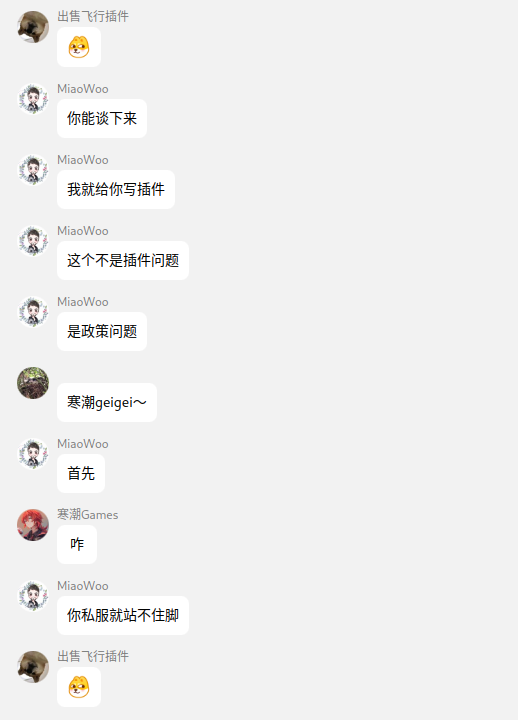 出售飞行插件
MiaoWoo
你能谈下来
MiaoWoo
我就给你写插件
MiaoWoo
这个不是插件问题
MiaoWoo
是政策问题
寒潮geigei～
MiaoWoo
首先
寒潮Games
咋
MiaoWoo
你私服就站不住脚
出售飞行插件